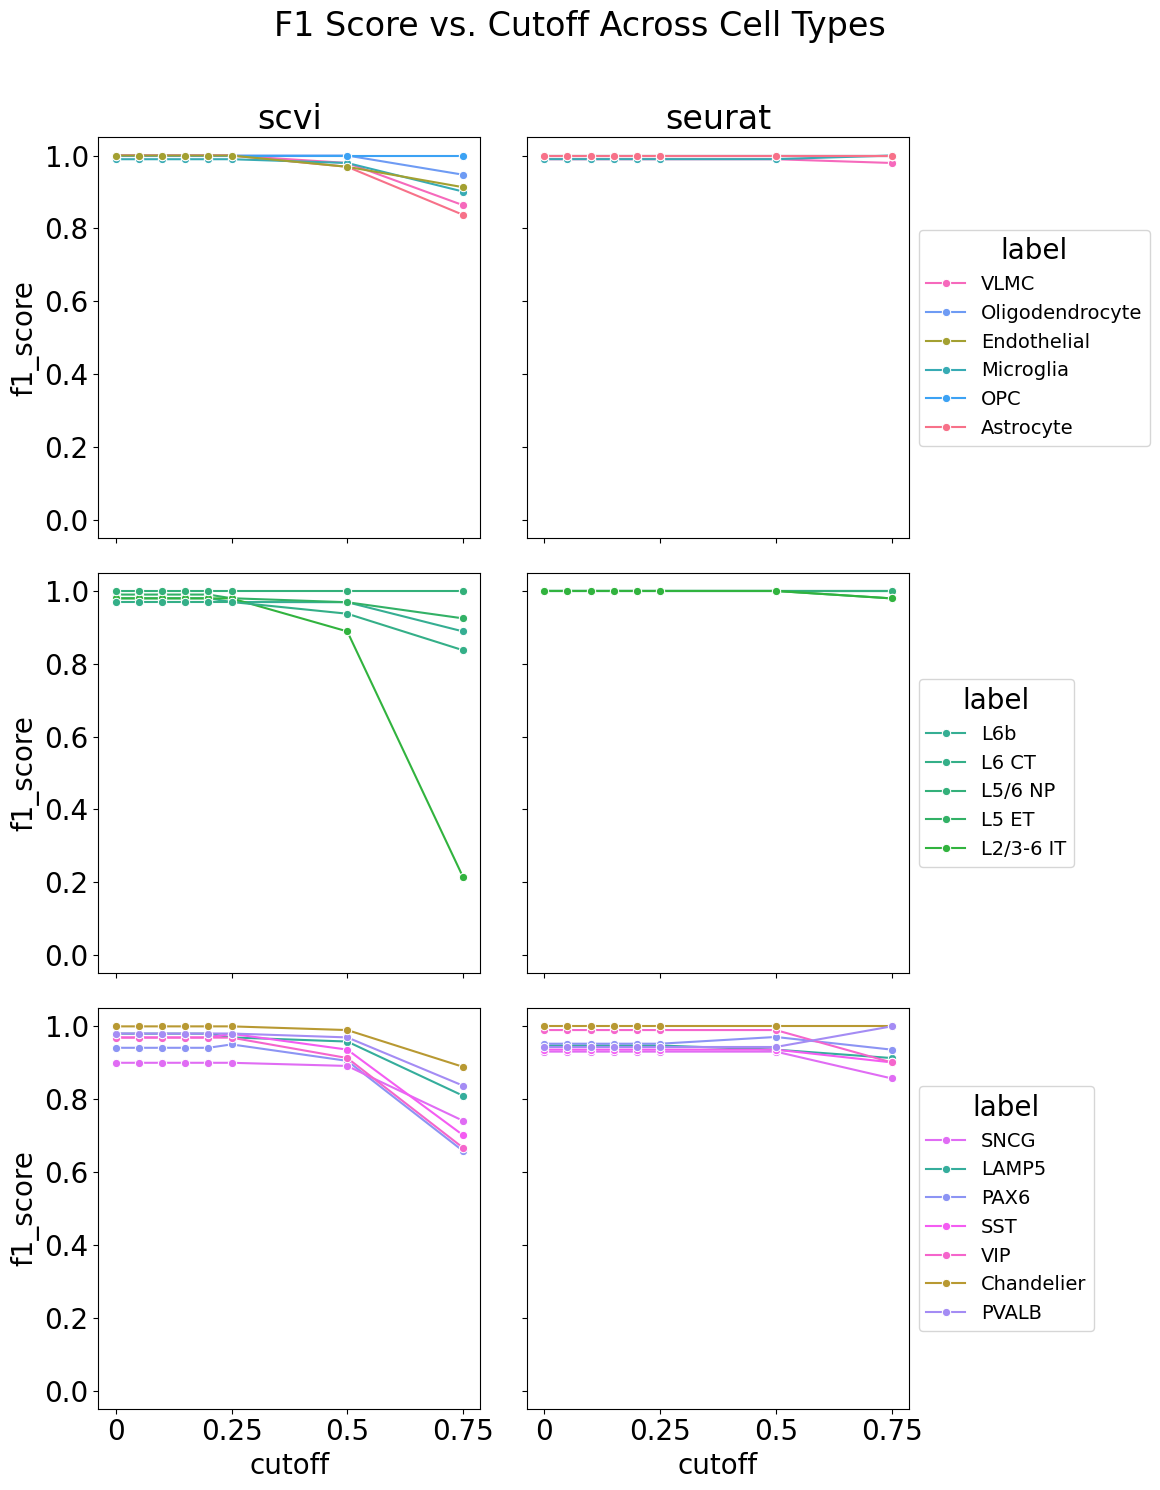 F1 Score vs. Cutoff Across Cell Types
scvi
seurat
1.0
0.8
0.6
0.4
0.2
0.0
f1_score
label
VLMC
Oligodendrocyte
Endothelial
Microglia
OPC
Astrocyte
1.0
0.8
0.6
0.4
0.2
0.0
f1_score
label
L6b
L6 CT
L5/6 NP
L5 ET
L2/3-6 IT
1.0
0.8
0.6
0.4
0.2
0.0
f1_score
label
SNCG
LAMP5
PAX6
SST
VIP
Chandelier
PVALB
0 0.25 0.5 0.75
cutoff
0 0.25 0.5 0.75
cutoff